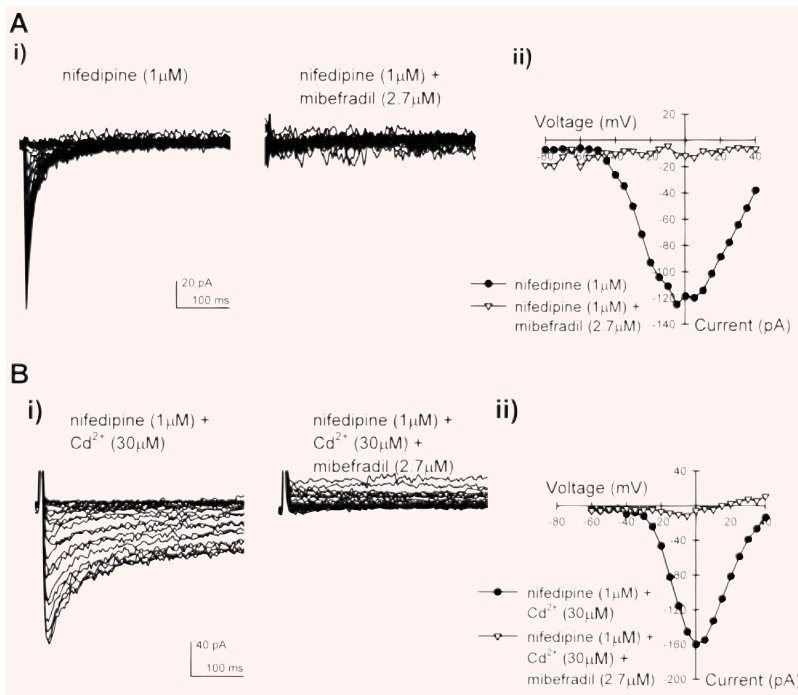 A
i)
nifedipine (1μM)
nifedipine (1μM) +
mibefradil (2.7μM)
20 pA
100 ms
ii)
Voltage (mV)
20
-80
-60
-20
20
40
-20
-40
-60
-80
-100
-120
-140
Current (pA)
nifedipine (1μM)
nifedipine (1μM) +
mibefradil (2.7μM)
B
i)
nifedipine (1μM) +
Cd²⁺ (30μM)
nifedipine (1μM) +
Cd²⁺ (30μM) +
mibefradil (2.7μM)
40 pA
100 ms
ii)
Voltage (mV)
40
-80
-60
-40
-20
20
40
-40
-80
-120
-160
-200
Current (pA)
nifedipine (1μM) +
Cd²⁺ (30μM)
nifedipine (1μM) +
Cd²⁺ (30μM) +
mibefradil (2.7μM)